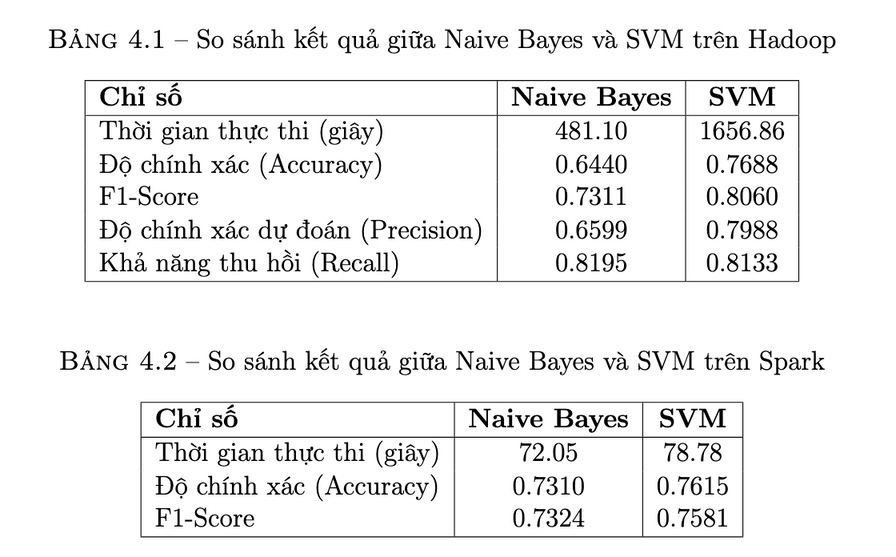 BẢNG 4.1 – So sánh kết quả giữa Naive Bayes và SVM trên Hadoop
Chỉ số Naive Bayes SVM
Thời gian thực thi (giây) 481.10 1656.86
Độ chính xác (Accuracy) 0.6440 0.7688
F1-Score 0.7311 0.8060
Độ chính xác dự đoán (Precision) 0.6599 0.7988
Khả năng thu hồi (Recall) 0.8195 0.8133
BẢNG 4.2 – So sánh kết quả giữa Naive Bayes và SVM trên Spark
Chỉ số Naive Bayes SVM
Thời gian thực thi (giây) 72.05 78.78
Độ chính xác (Accuracy) 0.7310 0.7615
F1-Score 0.7324 0.7581